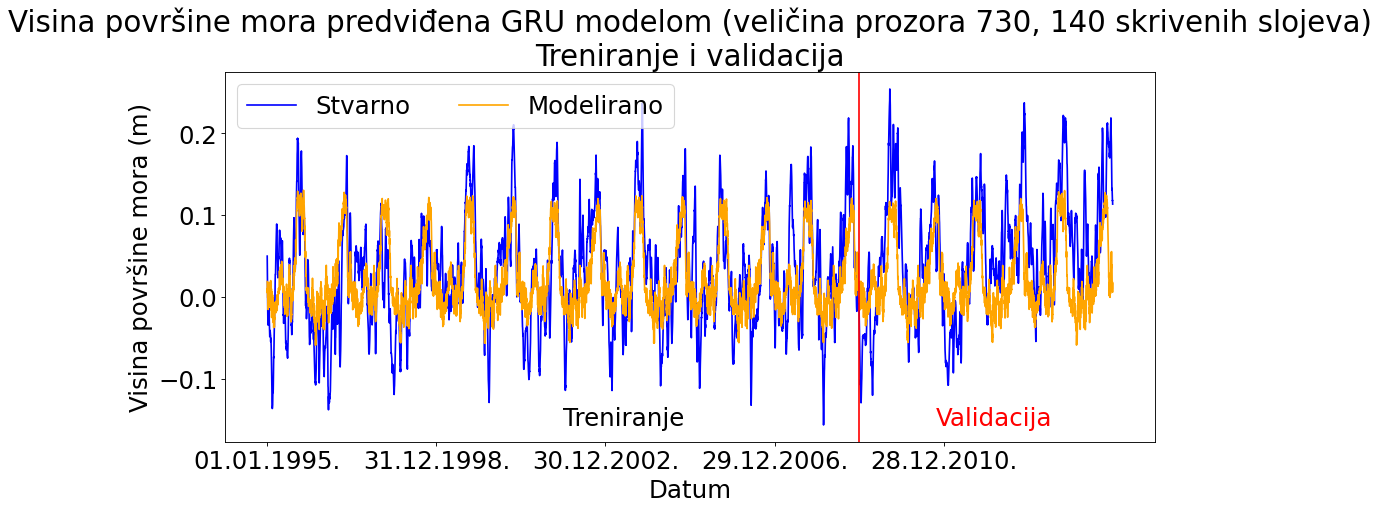 Visina površine mora predviđena GRU modelom (veličina prozora 730, 140 skrivenih slojeva)
Treniranje i validacija
Stvarno
Modelirano
Visina površine mora (m)
0.2
0.1
0.0
−0.1
Treniranje
Validacija
01.01.1995.
31.12.1998.
30.12.2002.
29.12.2006.
28.12.2010.
Datum